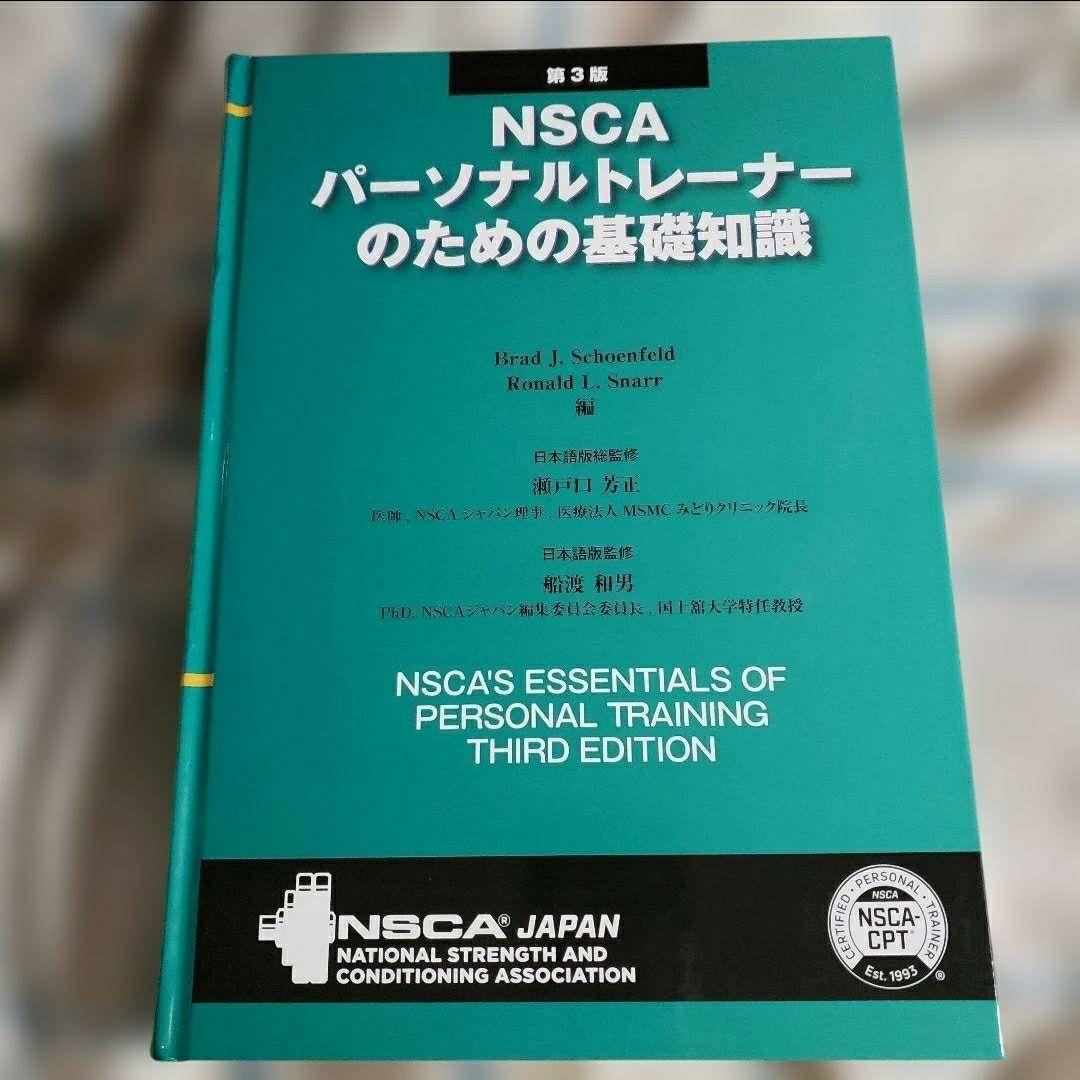 第3版
NSCA
パーソナルトレーナー
のための基礎知識
Brad J. Schoenfeld
Ronald L. Snarr
編
日本語版総監修
瀬戸口 芳正
医師 , NSCA ジャパン理事 , 医療法人 MSMC みどりクリニック院長
日本語版監修
船渡 和男
PhD, NSCAジャパン編集委員会委員長 , 国士舘大学特任教授
NSCA'S ESSENTIALS OF
PERSONAL TRAINING
THIRD EDITION
NSCA® JAPAN
NATIONAL STRENGTH AND
CONDITIONING ASSOCIATION
CERTIFIED · PERSONAL · TRAINER
NSCA
NSCA-
CPT®
Est. 1993
®